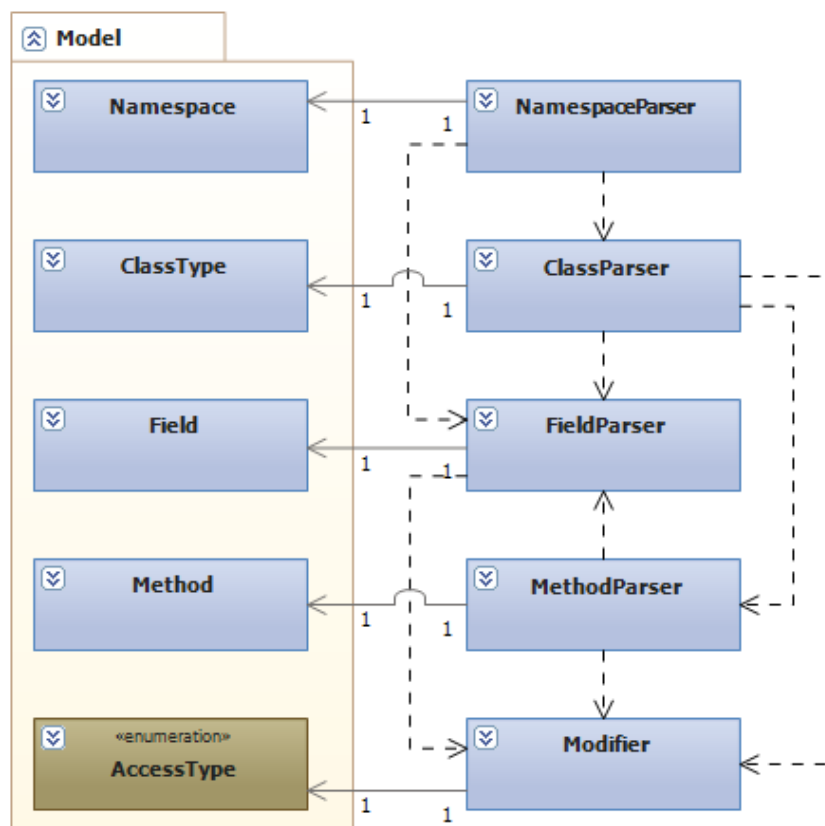 Model
Namespace
1
1
NamespaceParser
ClassType
1
1
ClassParser
Field
1
1
FieldParser
Method
1
1
MethodParser
«enumeration»
AccessType
1
1
Modifier